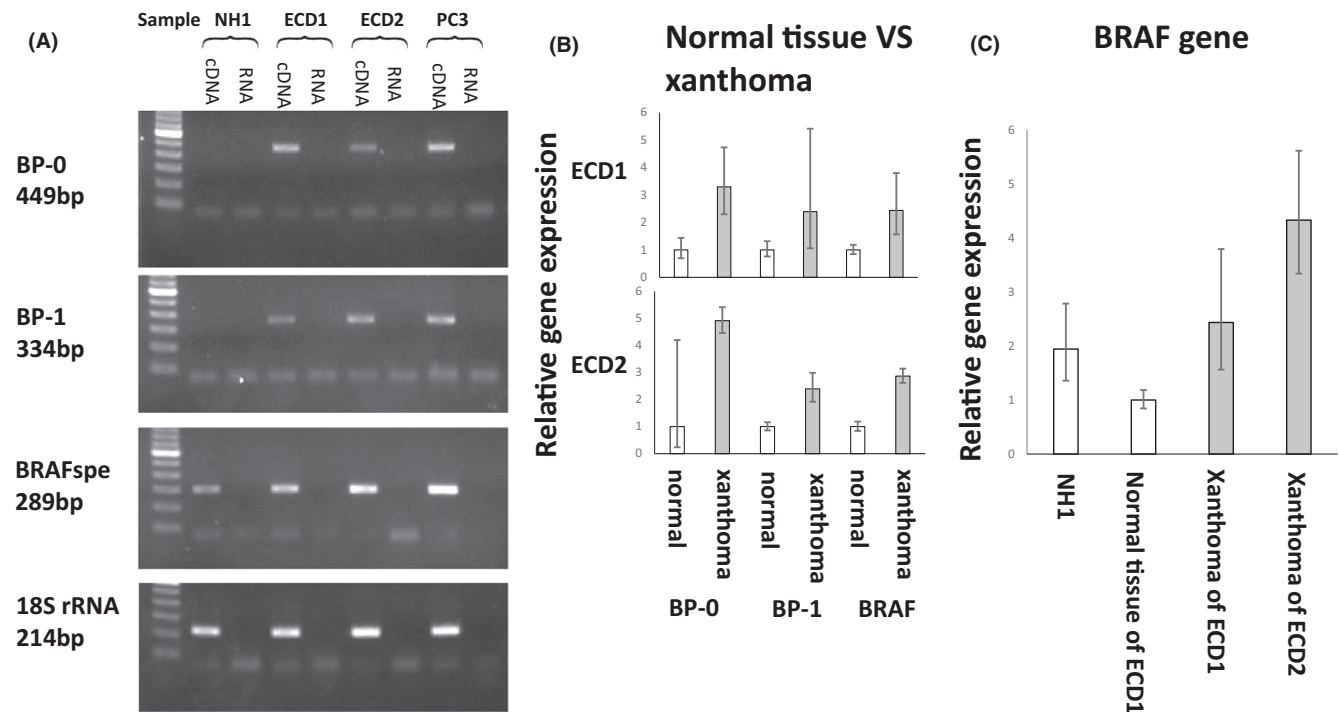 (A)
Sample NH1 ECD1 ECD2 PC3
cDNA RNA cDNA RNA cDNA RNA cDNA RNA
BP-0
449bp
BP-1
334bp
BRAFspe
289bp
18S rRNA
214bp
(B)
Normal tissue VS
xanthoma
Relative gene expression
ECD1
6
5
4
3
2
1
0
ECD2
6
5
4
3
2
1
0
normal xanthoma normal xanthoma normal xanthoma
BP-0 BP-1 BRAF
(C)
BRAF gene
Relative gene expression
6
5
4
3
2
1
0
NH1
Normal tissue of ECD1
Xanthoma of ECD1
Xanthoma of ECD2